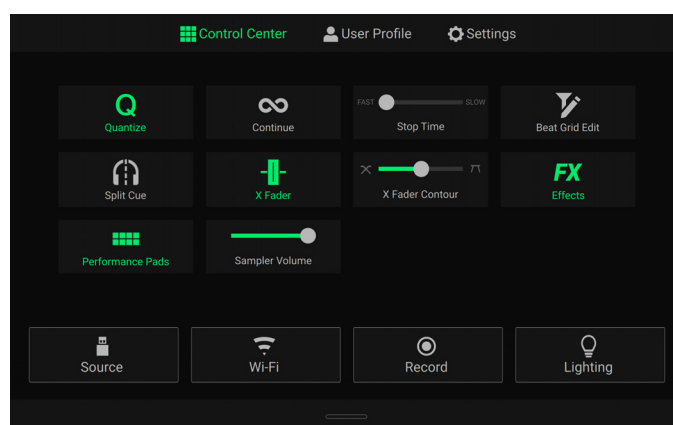 Control Center
User Profile
Settings
Q
Quantize
Continue
FAST
SLOW
Stop Time
Beat Grid Edit
Split Cue
X Fader
X Fader Contour
FX
Effects
Performance Pads
Sampler Volume
Source
Wi-Fi
Record
Lighting